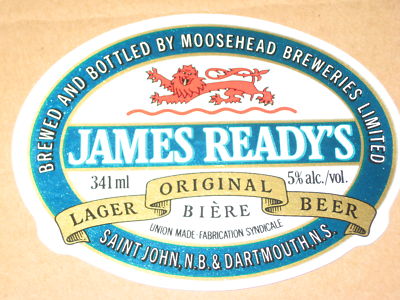 BREWED AND BOTTLED BY MOOSEHEAD BREWERIES LIMITED
JAMES READY'S
341 ml
5% alc./vol.
LAGER ORIGINAL BEER
BIÈRE
UNION MADE · FABRICATION SYNDICALE
SAINT JOHN, N.B. & DARTMOUTH, N.S.